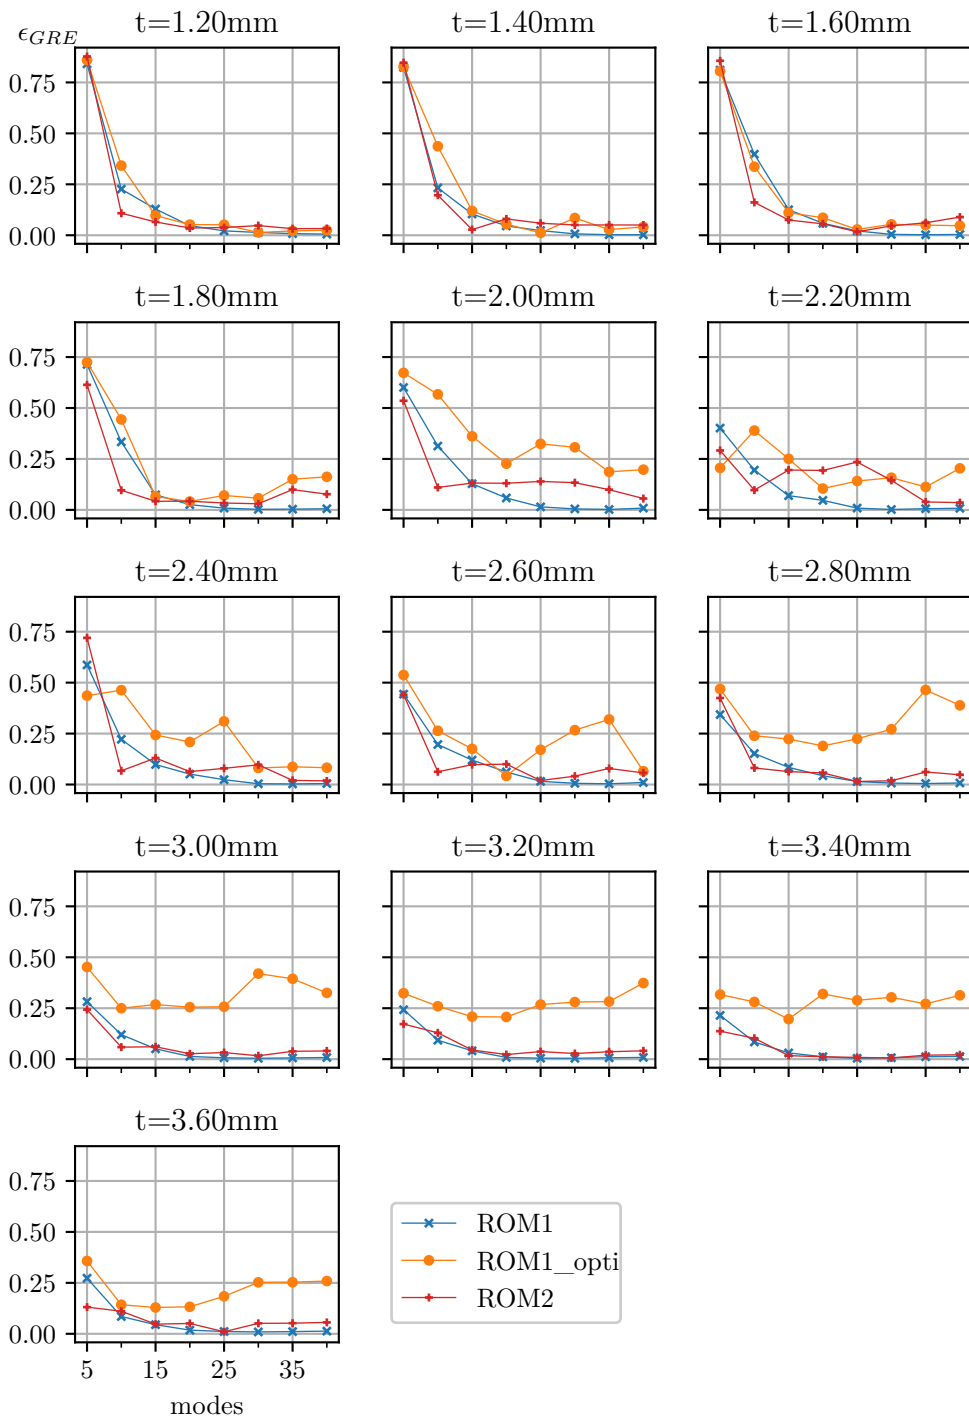 t=1.20mm t=1.40mm t=1.60mm
ϵ_GRE
0.75
0.50
0.25
0.00
t=1.80mm t=2.00mm t=2.20mm
0.75
0.50
0.25
0.00
t=2.40mm t=2.60mm t=2.80mm
0.75
0.50
0.25
0.00
t=3.00mm t=3.20mm t=3.40mm
0.75
0.50
0.25
0.00
t=3.60mm
0.75
0.50
0.25
0.00
5 15 25 35
modes
ROM1
ROM1_opti
ROM2